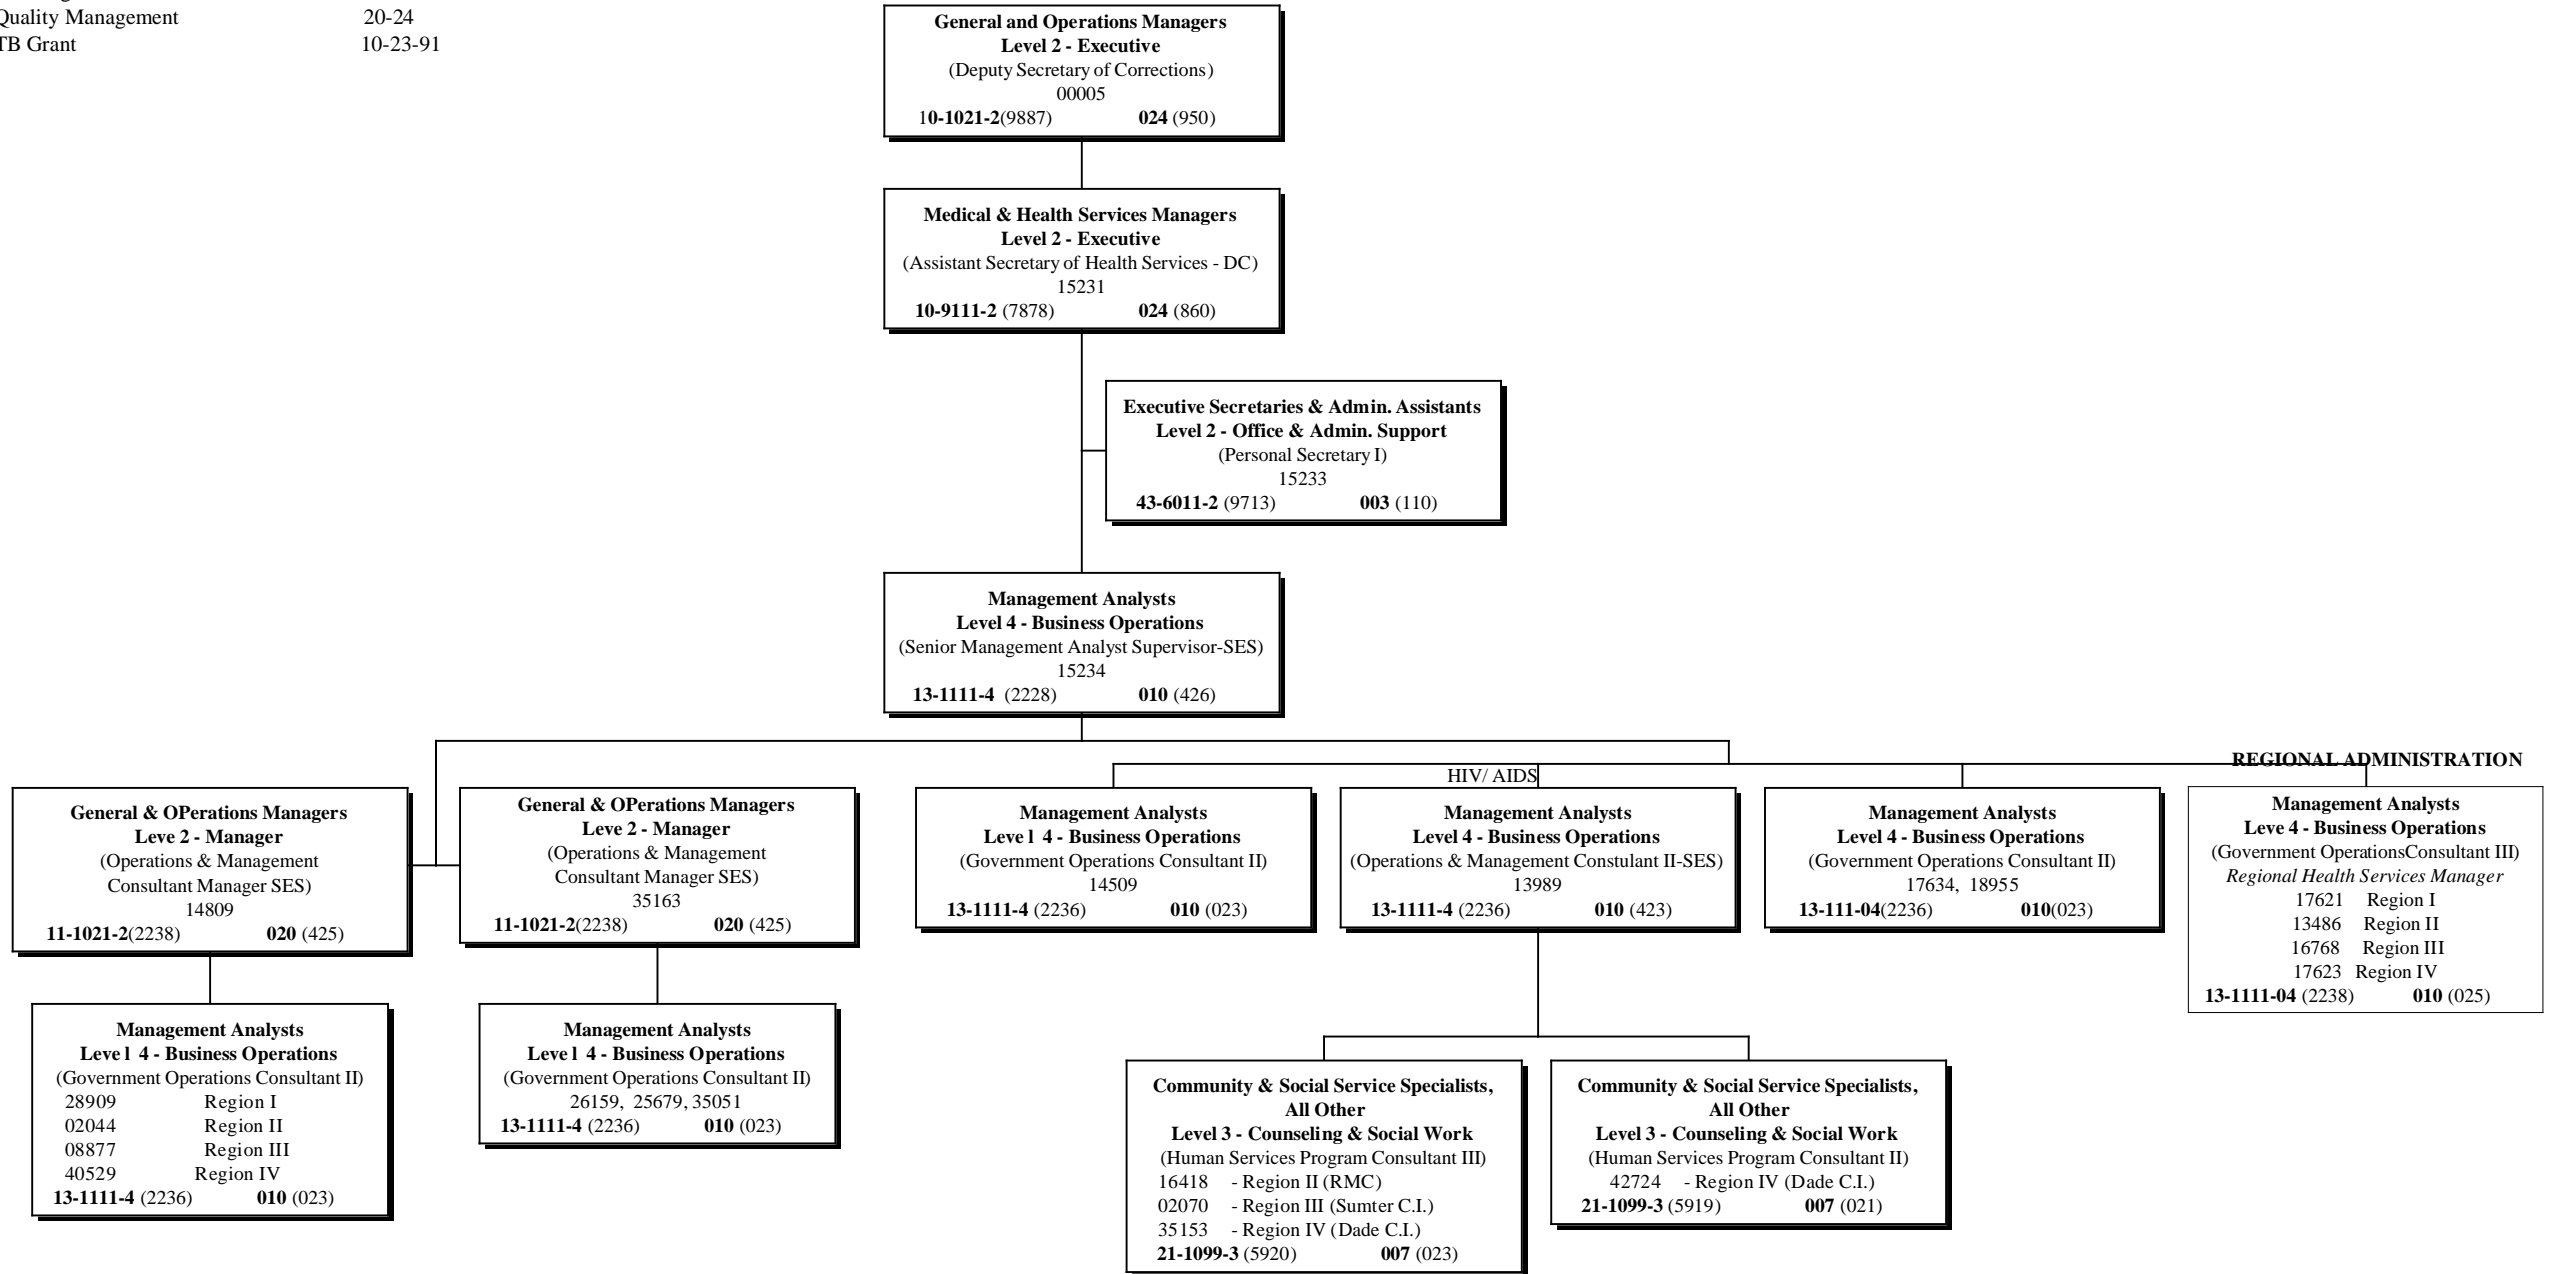 Quality Management 20-24
TB Grant 10-23-91
General and Operations Managers
Level 2 - Executive
(Deputy Secretary of Corrections)
00005
10-1021-2(9887) 024 (950)
Medical & Health Services Managers
Level 2 - Executive
(Assistant Secretary of Health Services - DC)
15231
10-9111-2 (7878) 024 (860)
Executive Secretaries & Admin. Assistants
Level 2 - Office & Admin. Support
(Personal Secretary I)
15233
43-6011-2 (9713) 003 (110)
Management Analysts
Level 4 - Business Operations
(Senior Management Analyst Supervisor-SES)
15234
13-1111-4 (2228) 010 (426)
General & OPerations Managers
Leve 2 - Manager
(Operations & Management
Consultant Manager SES)
14809
11-1021-2(2238) 020 (425)
General & OPerations Managers
Leve 2 - Manager
(Operations & Management
Consultant Manager SES)
35163
11-1021-2(2238) 020 (425)
Management Analysts
Leve l 4 - Business Operations
(Government Operations Consultant II)
14509
13-1111-4 (2236) 010 (023)
HIV/ AIDS
Management Analysts
Level 4 - Business Operations
(Operations & Management Constulant II-SES)
13989
13-1111-4 (2236) 010 (423)
Management Analysts
Level 4 - Business Operations
(Government Operations Consultant II)
17634, 18955
13-111-04(2236) 010(023)
REGIONAL ADMINISTRATION
Management Analysts
Leve 4 - Business Operations
(Government OperationsConsultant III)
Regional Health Services Manager
17621 Region I
13486 Region II
16768 Region III
17623 Region IV
13-1111-04 (2238) 010 (025)
Management Analysts
Leve l 4 - Business Operations
(Government Operations Consultant II)
28909 Region I
02044 Region II
08877 Region III
40529 Region IV
13-1111-4 (2236) 010 (023)
Management Analysts
Leve l 4 - Business Operations
(Government Operations Consultant II)
26159, 25679, 35051
13-1111-4 (2236) 010 (023)
Community & Social Service Specialists,
All Other
Level 3 - Counseling & Social Work
(Human Services Program Consultant III)
16418 - Region II (RMC)
02070 - Region III (Sumter C.I.)
35153 - Region IV (Dade C.I.)
21-1099-3 (5920) 007 (023)
Community & Social Service Specialists,
All Other
Level 3 - Counseling & Social Work
(Human Services Program Consultant II)
42724 - Region IV (Dade C.I.)
21-1099-3 (5919) 007 (021)